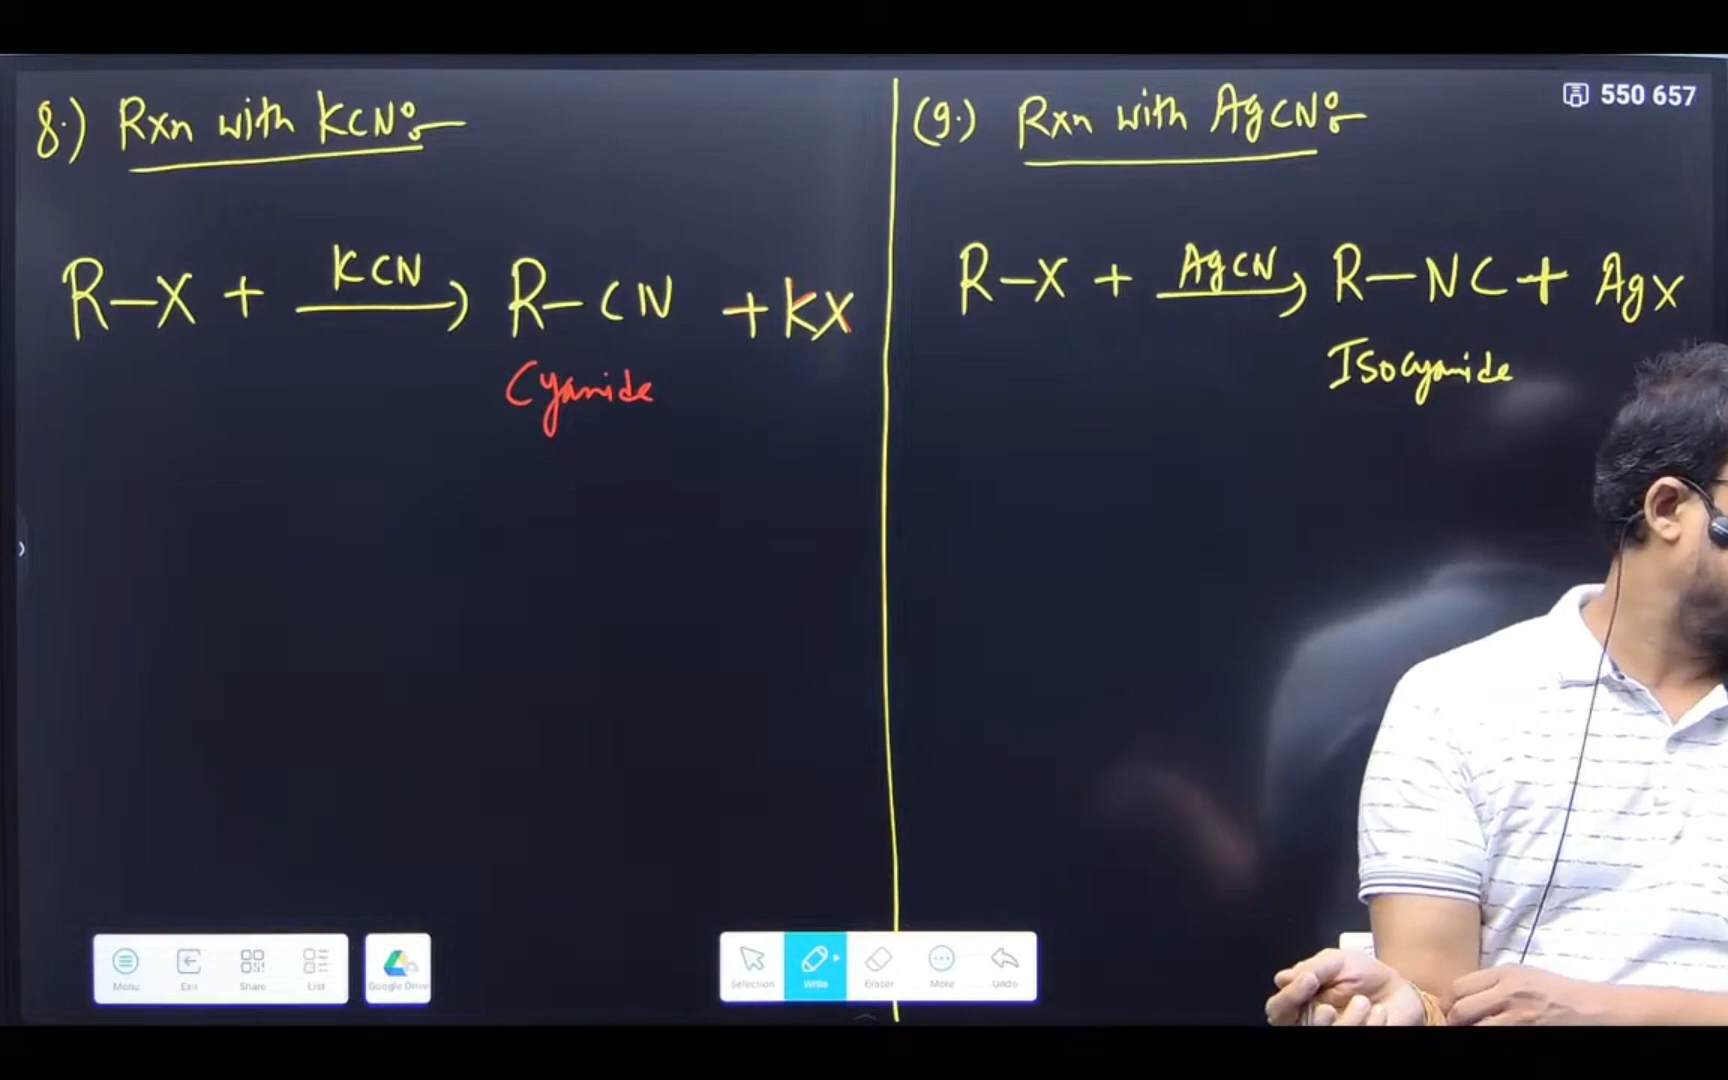 8.) Rxn with KCN:-
R-X + KCN→ R-CN + KX
Cyanide
(9.) Rxn with AgCN:-
550 657
R-X + AgCN→ R-NC + AgX
Isocyanide
Menu
Exit
Share
List
Google Drive
Selection
Write
Eraser
More
Undo